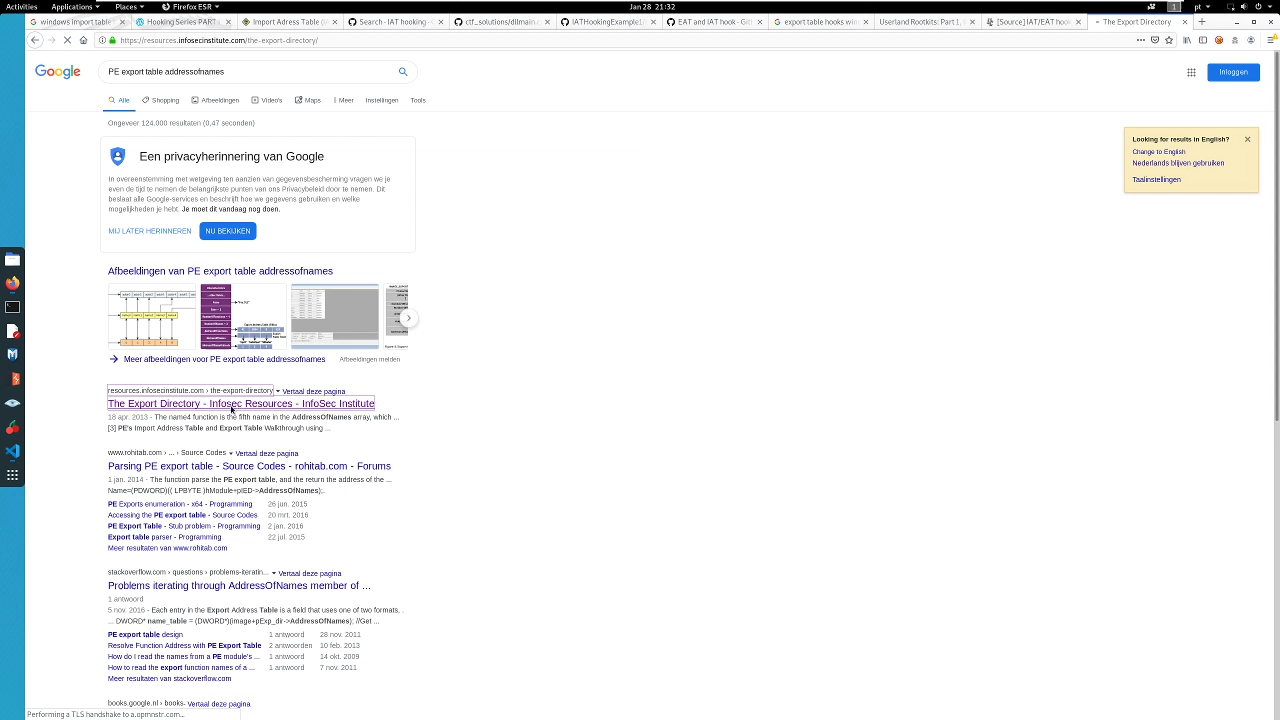 Activities Places ▾ Firefox ESR ▾ Jan 28 21:32 1 pt ▾
windows import table × Hooking Series PART × Import Adress Table (I × Search · IAT hooking · × ctf_solutions/dllmain.c × IATHookingExample1/ × EAT and IAT hook · Git × export table hooks win × Userland Rootkits: Part 1, × [Source] IAT/EAT hook × The Export Directory ×
https://resources.infosecinstitute.com/the-export-directory/
Google PE export table addressofnames Inloggen
Alle Shopping Afbeeldingen Video's Maps Meer Instellingen Tools
Ongeveer 124.000 resultaten (0,47 seconden)
Looking for results in English? ×
Change to English
Nederlands blijven gebruiken
Taalinstellingen
Een privacyherinnering van Google
In overeenstemming met wetgeving ten aanzien van gegevensbescherming vragen we je
even de tijd te nemen de belangrijkste punten van ons Privacybeleid door te nemen. Dit
beslaat alle Google-services en beschrijft hoe we gegevens gebruiken en welke
mogelijkheden je hebt. Je moet dit vandaag nog doen.
MIJ LATER HERINNEREN NU BEKIJKEN
Afbeeldingen van PE export table addressofnames
Meer afbeeldingen voor PE export table addressofnames Afbeeldingen melden
resources.infosecinstitute.com › the-export-directory ▾ Vertaal deze pagina
The Export Directory - Infosec Resources - InfoSec Institute
18 apr. 2013 - The name4 function is the fifth name in the AddressOfNames array, which ...
[3] PE's Import Address Table and Export Table Walkthrough using ...
www.rohitab.com › ... › Source Codes ▾ Vertaal deze pagina
Parsing PE export table - Source Codes - rohitab.com - Forums
1 jan. 2014 - The function parse the PE export table, and the return the address of the ...
Name=(PDWORD)(( LPBYTE )hModule+pIED->AddressOfNames);.
PE Exports enumeration - x64 - Programming 26 jun. 2015
Accessing the PE export table - Source Codes 20 mrt. 2016
PE Export Table - Stub problem - Programming 2 jan. 2016
Export table parser - Programming 22 jul. 2015
Meer resultaten van www.rohitab.com
stackoverflow.com › questions › problems-iteratin... ▾ Vertaal deze pagina
Problems iterating through AddressOfNames member of ...
1 antwoord
5 nov. 2016 - Each entry in the Export Address Table is a field that uses one of two formats, .
... DWORD* name_table = (DWORD*)(image+pExp_dir->AddressOfNames); //Get ...
PE export table design 1 antwoord 28 nov. 2011
Resolve Function Address with PE Export Table 2 antwoorden 10 feb. 2013
How do I read the names from a PE module's ... 1 antwoord 14 okt. 2009
How to read the export function names of a ... 1 antwoord 7 nov. 2011
Meer resultaten van stackoverflow.com
books.google.nl › books Vertaal deze pagina
Performing a TLS handshake to a.opmnstr.com...